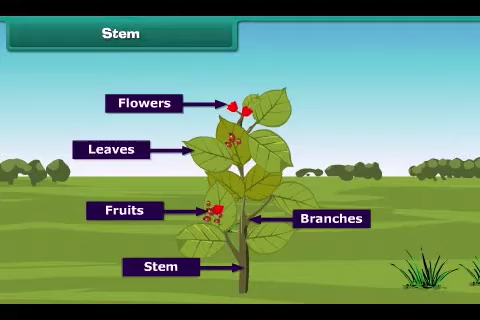 Stem
Flowers
Leaves
Fruits
Branches
Stem